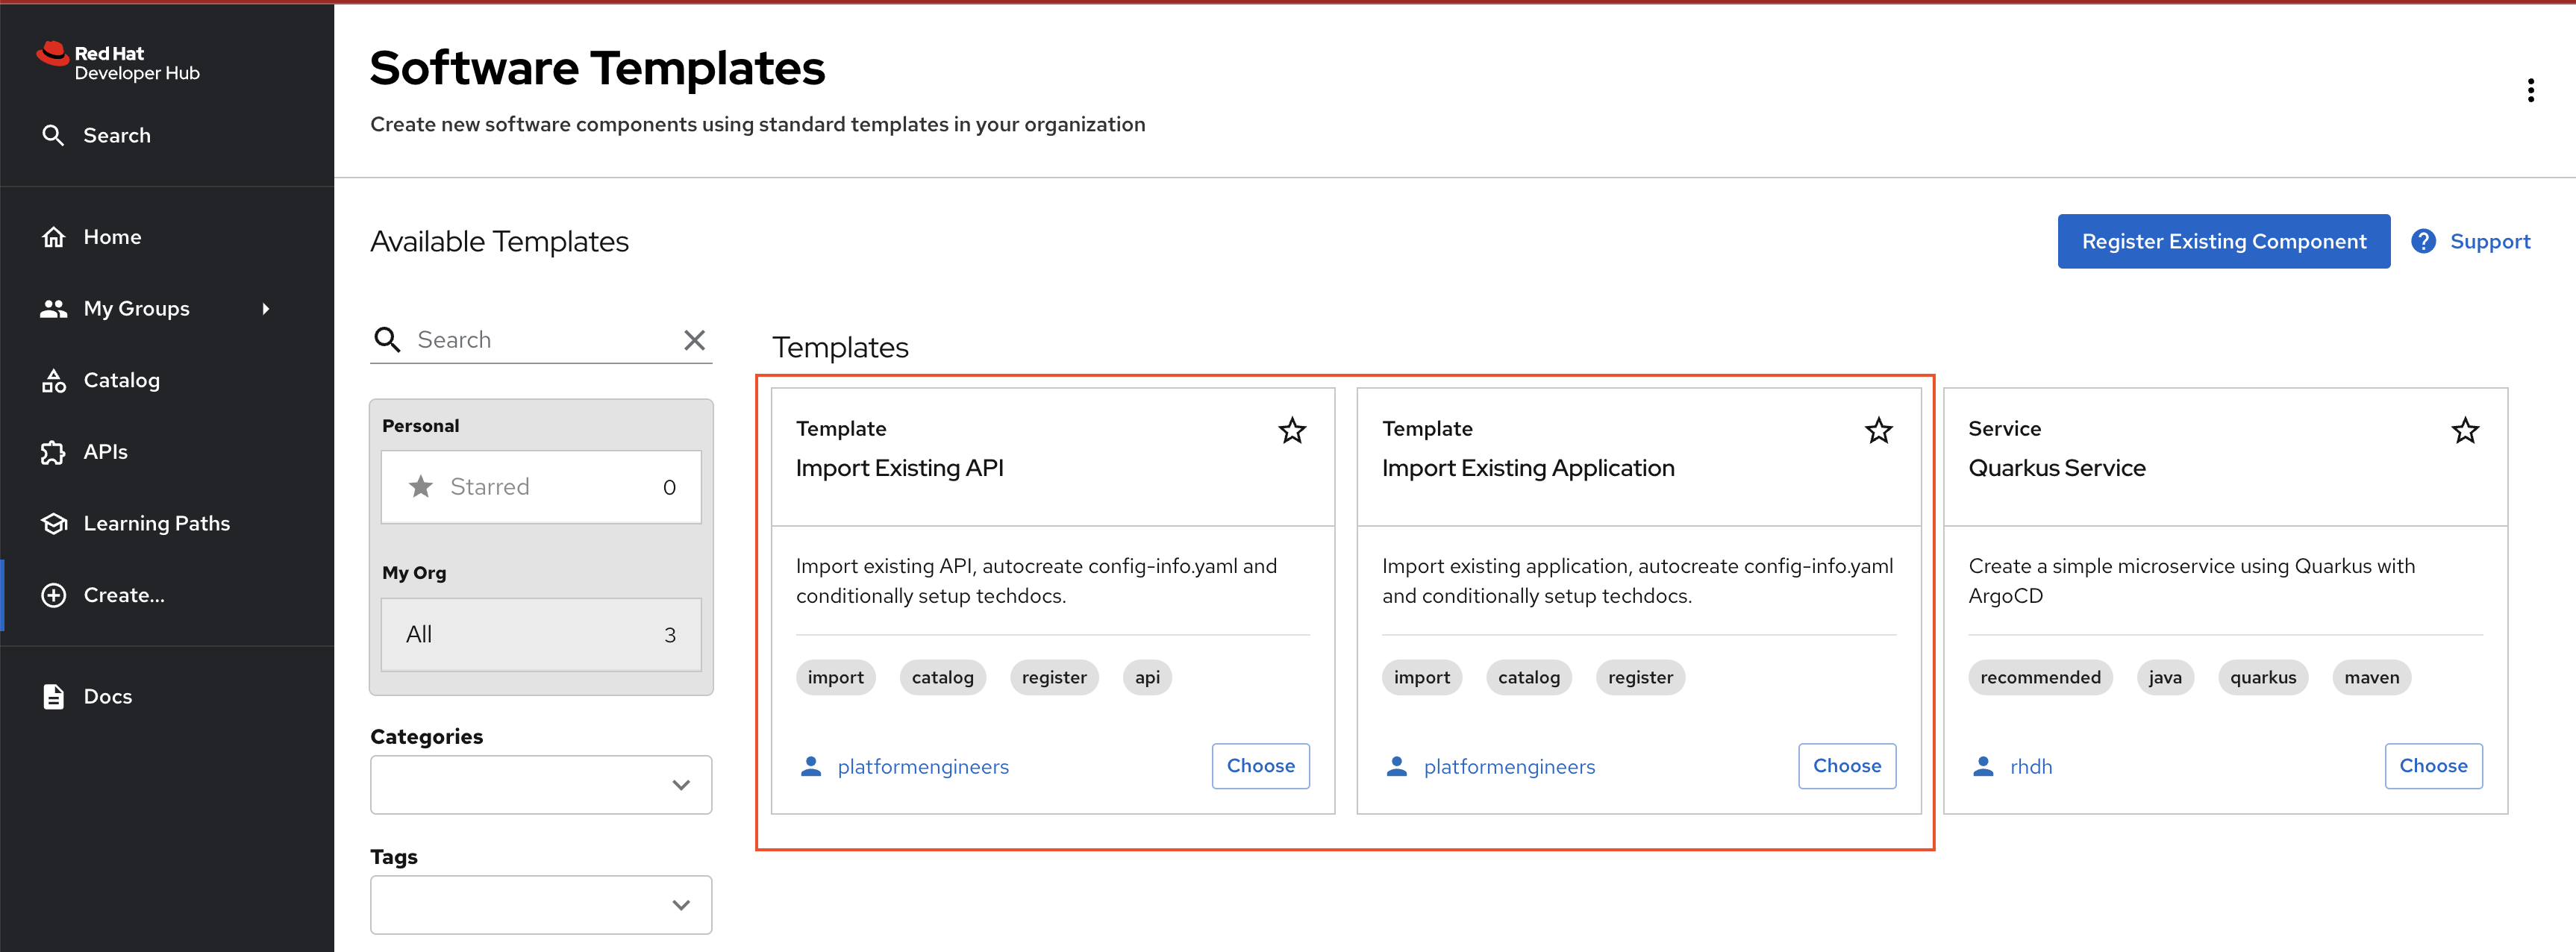 Red Hat
Developer Hub
Search
Home
My Groups
Catalog
APIs
Learning Paths
Create...
Docs
Software Templates
Create new software components using standard templates in your organization
Available Templates
Register Existing Component
Support
Search
Personal
Starred 0
My Org
All 3
Categories
Tags
Templates
Template
Import Existing API
Import existing API, autocreate config-info.yaml and
conditionally setup techdocs.
import catalog register api
platformengineers Choose
Template
Import Existing Application
Import existing application, autocreate config-info.yaml
and conditionally setup techdocs.
import catalog register
platformengineers Choose
Service
Quarkus Service
Create a simple microservice using Quarkus with
ArgoCD
recommended java quarkus maven
rhdh Choose